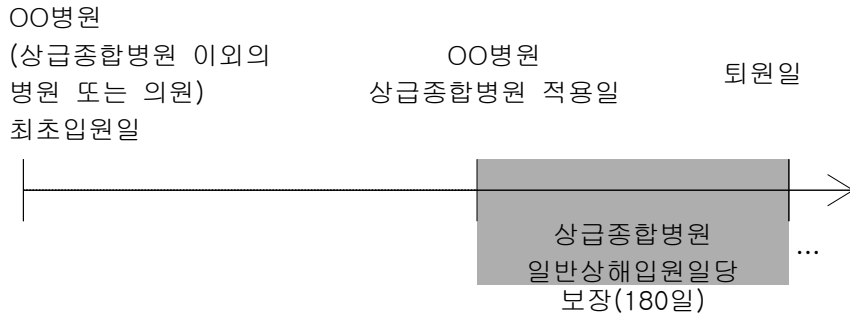 OO병원
(상급종합병원 이외의
병원 또는 의원)
최초입원일
OO병원
상급종합병원 적용일
퇴원일
상급종합병원
일반상해입원일당
보장(180일)
...